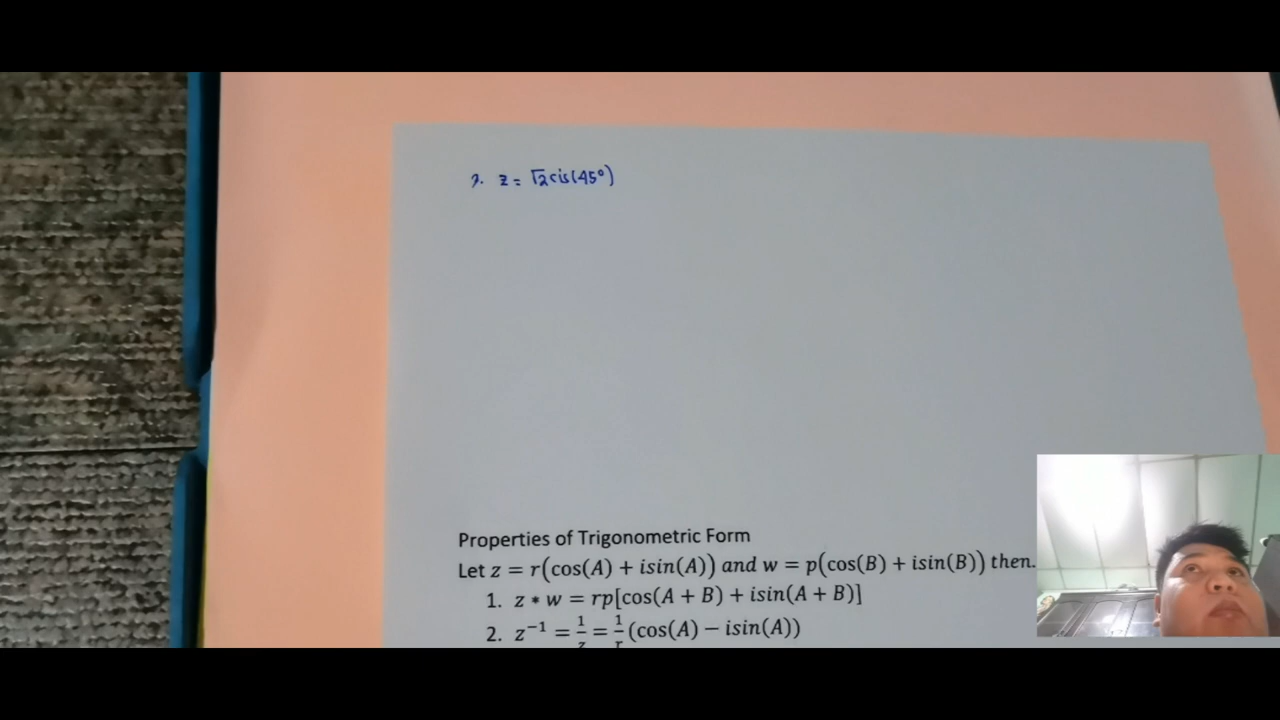 2. z = √2cis(45°)
Properties of Trigonometric Form
Let z = r(cos(A) + isin(A)) and w = p(cos(B) + isin(B)) then.
1. z ∗ w = rp[cos(A + B) + isin(A + B)]
2. z⁻¹ = 1/z = 1/r (cos(A) − isin(A))